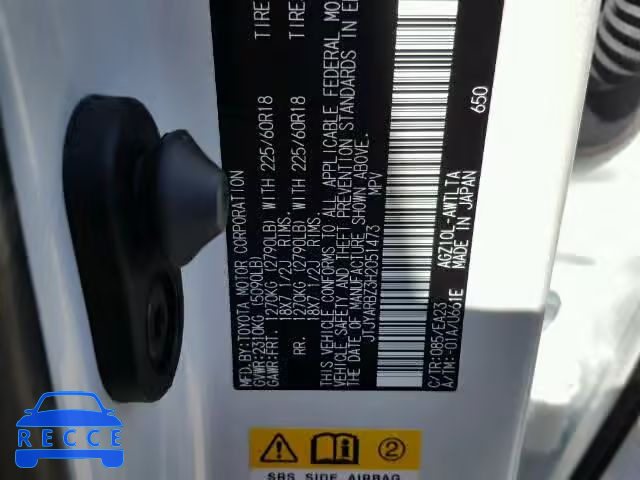 MFD.BY:TOYOTA MOTOR CORPORATION
GVWR:2310KG (5090LB)
GAWR:FRT. 1270KG (2790LB) WITH 225/60R18 TIRE
18X7 1/2J RIMS.
RR. 1270KG (2790LB) WITH 225/60R18 TIRE
18X7 1/2J RIMS.
THIS VEHICLE CONFORMS TO ALL APPLICABLE FEDERAL MO
VEHICLE SAFETY AND THEFT PREVENTION STANDARDS IN E
THE DATE OF MANUFACTURE SHOWN ABOVE.
JTJYARBZ3H2051473 MPV
C/TR:085/EA23 AGZ10L-AWTLTA 650
A/TM:-01A/U661E MADE IN JAPAN
2
SRS SIDE AIRBAG
RECCE